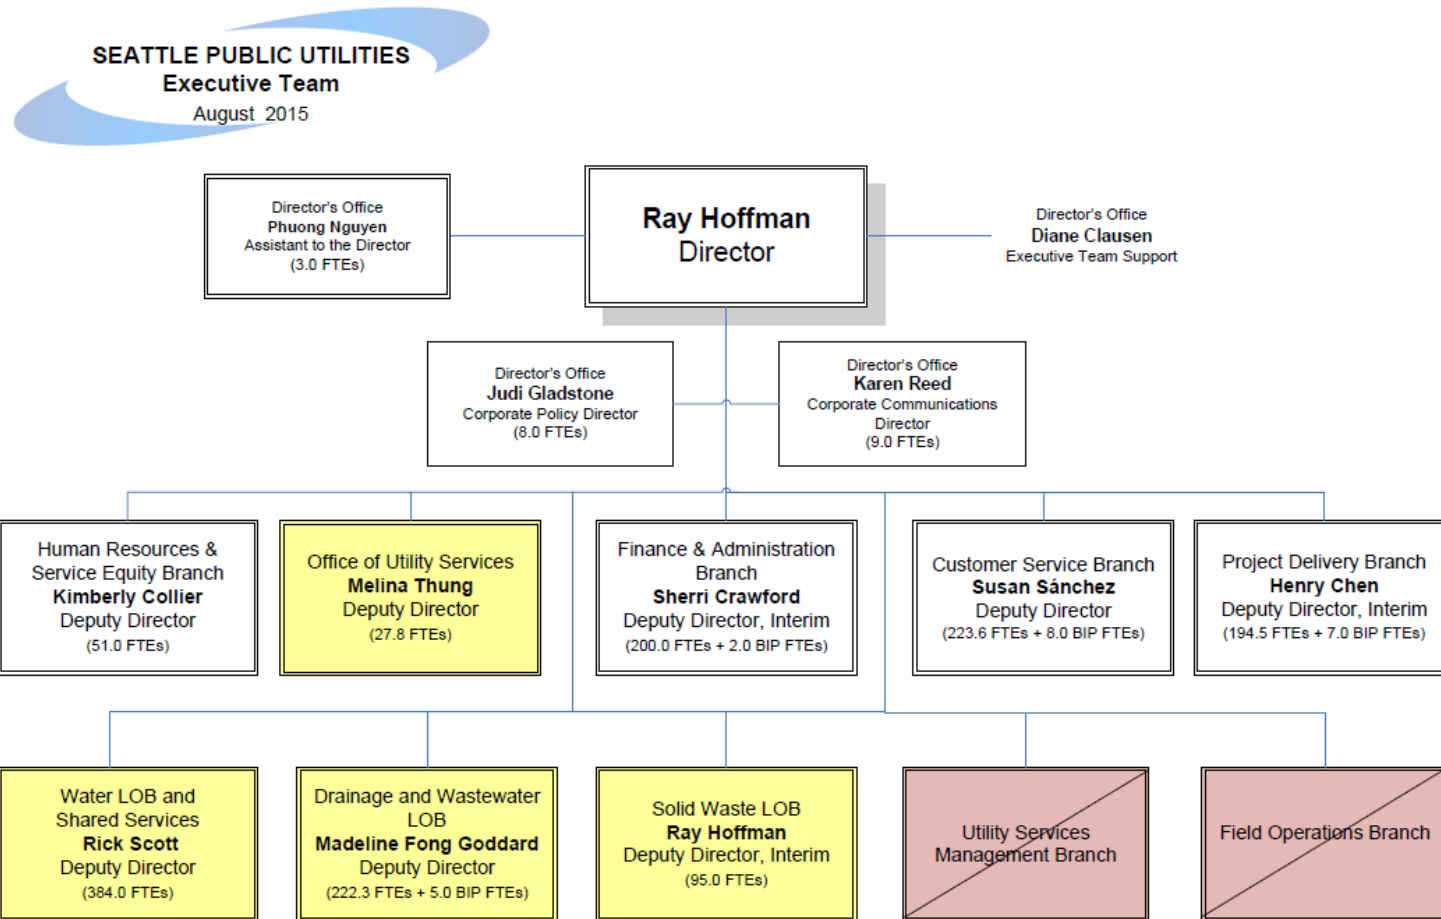 SEATTLE PUBLIC UTILITIES
Executive Team
August 2015
Director's Office
Phuong Nguyen
Assistant to the Director
(3.0 FTEs)
Ray Hoffman
Director
Director's Office
Diane Clausen
Executive Team Support
Director's Office
Judi Gladstone
Corporate Policy Director
(8.0 FTEs)
Director's Office
Karen Reed
Corporate Communications
Director
(9.0 FTEs)
Human Resources &
Service Equity Branch
Kimberly Collier
Deputy Director
(51.0 FTEs)
Office of Utility Services
Melina Thung
Deputy Director
(27.8 FTEs)
Finance & Administration
Branch
Sherri Crawford
Deputy Director, Interim
(200.0 FTEs + 2.0 BIP FTEs)
Customer Service Branch
Susan Sánchez
Deputy Director
(223.6 FTEs + 8.0 BIP FTEs)
Project Delivery Branch
Henry Chen
Deputy Director, Interim
(194.5 FTEs + 7.0 BIP FTEs)
Water LOB and
Shared Services
Rick Scott
Deputy Director
(384.0 FTEs)
Drainage and Wastewater
LOB
Madeline Fong Goddard
Deputy Director
(222.3 FTEs + 5.0 BIP FTEs)
Solid Waste LOB
Ray Hoffman
Deputy Director, Interim
(95.0 FTEs)
Utility Services
Management Branch
Field Operations Branch